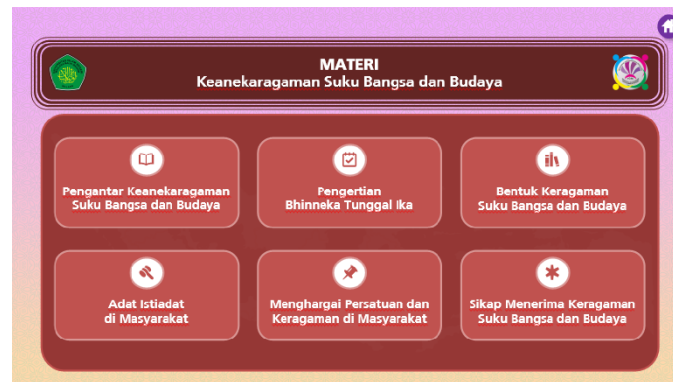 MATERI
Keanekaragaman Suku Bangsa dan Budaya
Pengantar Keanekaragaman
Suku Bangsa dan Budaya
Pengertian
Bhinneka Tunggal Ika
Bentuk Keragaman
Suku Bangsa dan Budaya
Adat Istiadat
di Masyarakat
Menghargai Persatuan dan
Keragaman di Masyarakat
Sikap Menerima Keragaman
Suku Bangsa dan Budaya